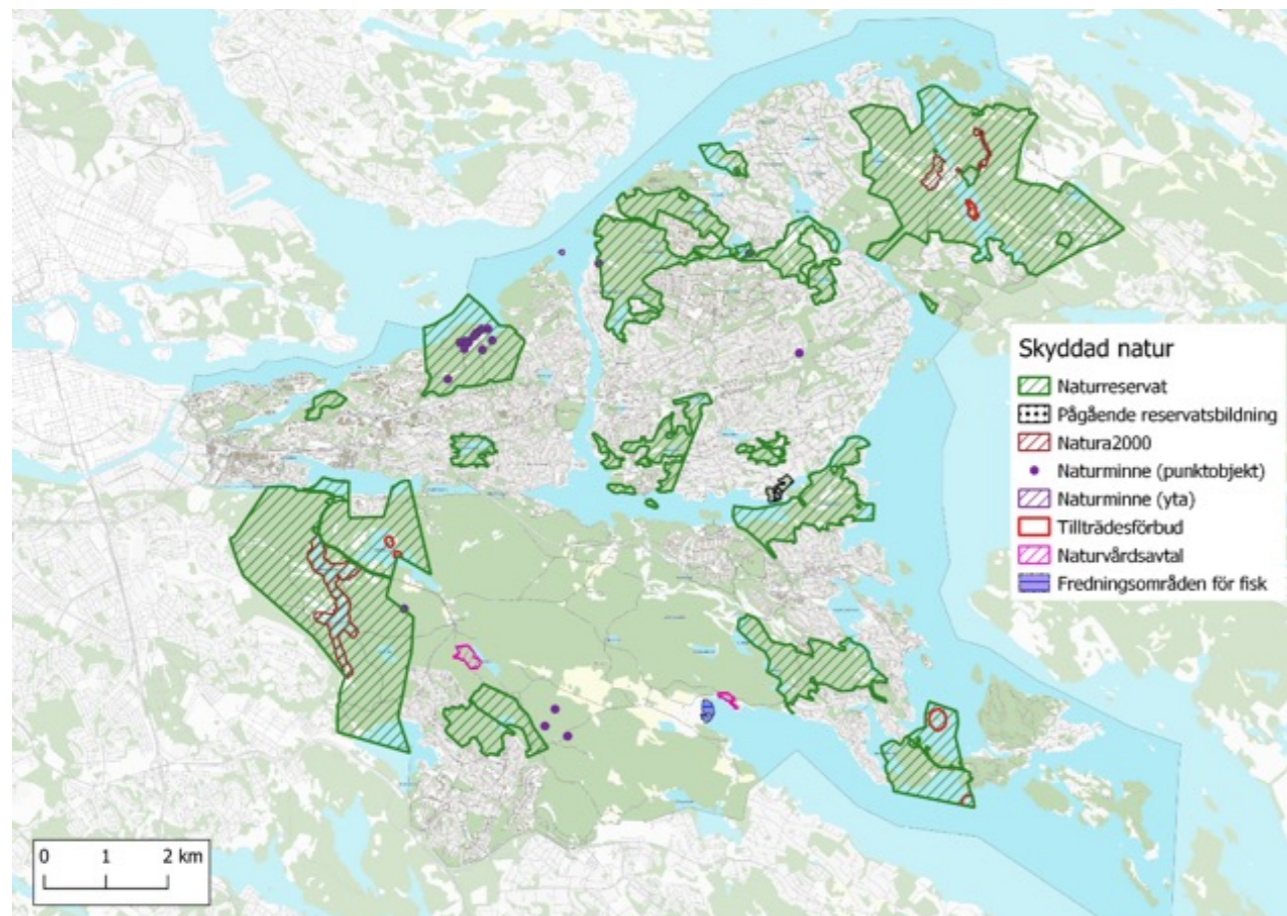 Skyddad natur
Naturreservat
Pågående reservatsbildning
Natura2000
Naturminne (punktobjekt)
Naturminne (yta)
Tillträdesförbud
Naturvårdsavtal
Fredningsområden för fisk
0 1 2 km